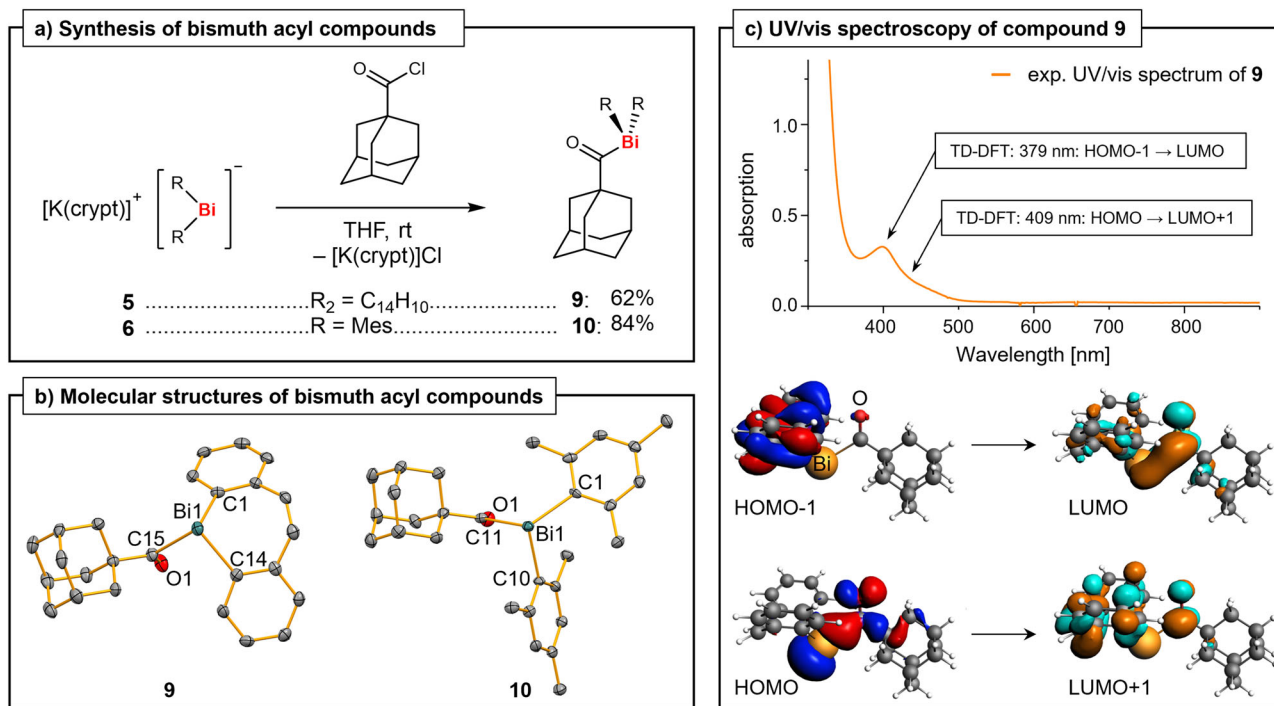 a) Synthesis of bismuth acyl compounds
O
Cl
R
R
O
Bi
[K(crypt)]⁺
R
Bi
R
–
THF, rt
– [K(crypt)]Cl
5 ........................R₂ = C₁₄H₁₀........................ 9: 62%
6 ........................R = Mes........................ 10: 84%
b) Molecular structures of bismuth acyl compounds
C1
Bi1
C15
O1
C14
9
C1
O1
C11
Bi1
C10
10
c) UV/vis spectroscopy of compound 9
exp. UV/vis spectrum of 9
TD-DFT: 379 nm: HOMO-1 → LUMO
TD-DFT: 409 nm: HOMO → LUMO+1
absorption
1.0
0.5
0.0
400 500 600 700 800
Wavelength [nm]
O
Bi
HOMO-1
LUMO
HOMO
LUMO+1